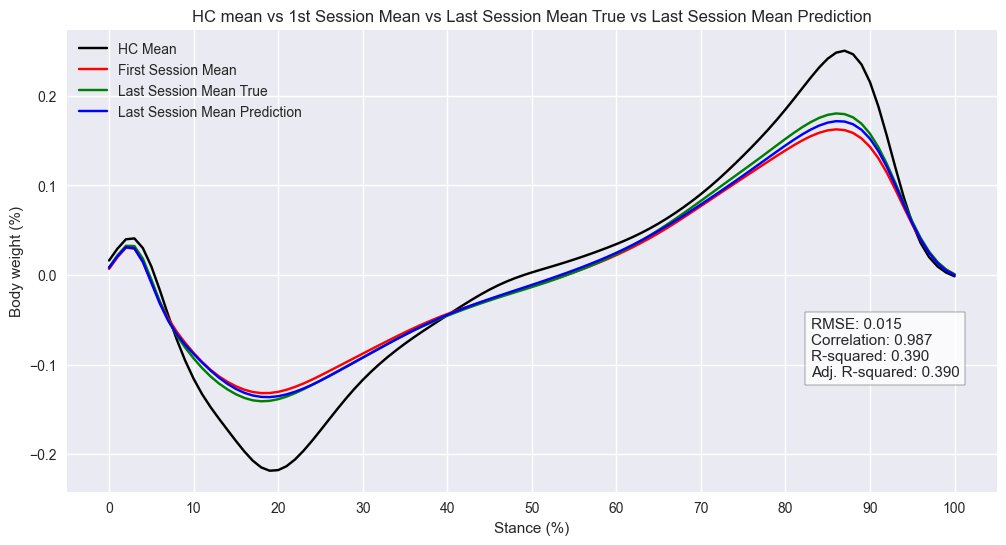 HC mean vs 1st Session Mean vs Last Session Mean True vs Last Session Mean Prediction
HC Mean
First Session Mean
Last Session Mean True
Last Session Mean Prediction
Body weight (%)
0.2
0.1
0.0
−0.1
−0.2
RMSE: 0.015
Correlation: 0.987
R-squared: 0.390
Adj. R-squared: 0.390
0 10 20 30 40 50 60 70 80 90 100
Stance (%)